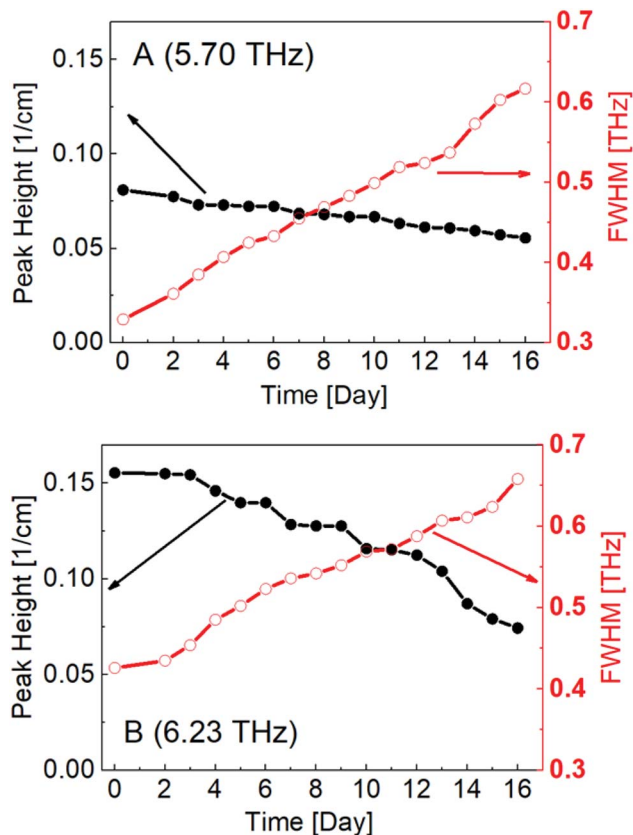 A (5.70 THz)
Peak Height [1/cm]
0.15
0.10
0.05
0.00
0.7
0.6
0.5
0.4
0.3
FWHM [THz]
0 2 4 6 8 10 12 14 16
Time [Day]
B (6.23 THz)
Peak Height [1/cm]
0.15
0.10
0.05
0.00
0.7
0.6
0.5
0.4
0.3
FWHM [THz]
0 2 4 6 8 10 12 14 16
Time [Day]